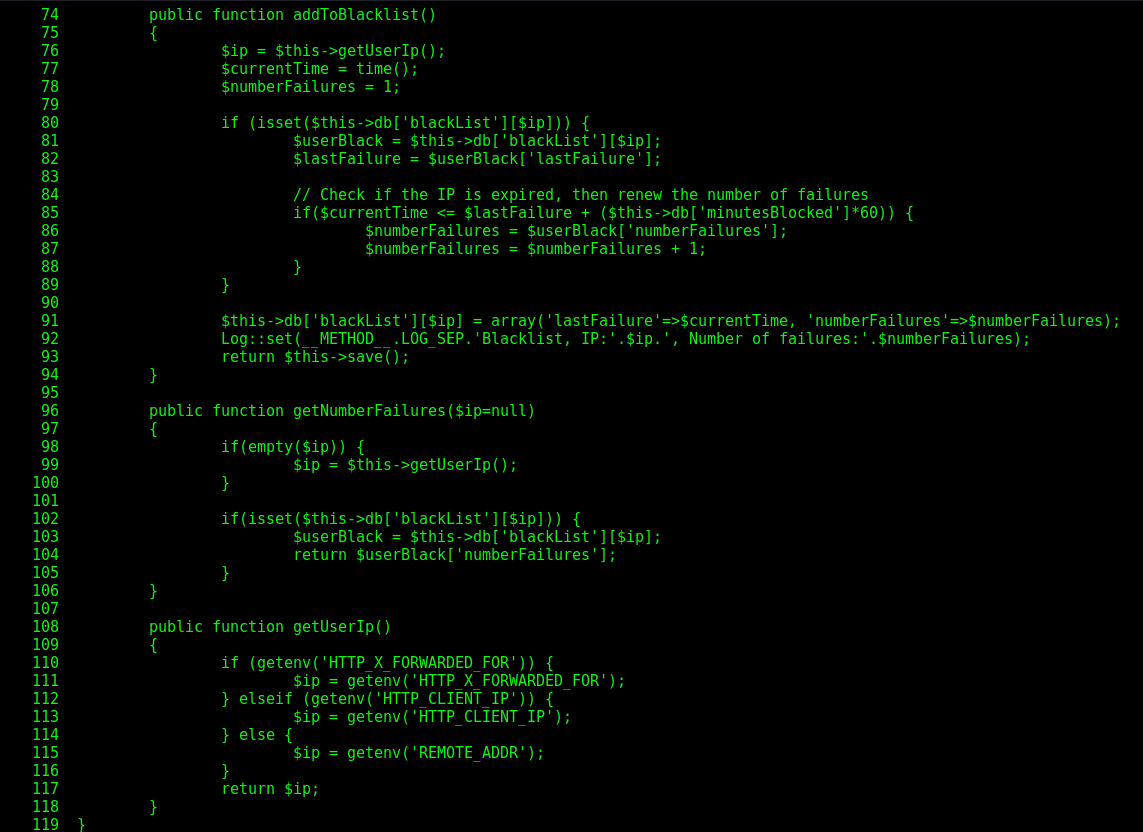 74 public function addToBlacklist()
75 {
76 $ip = $this->getUserIp();
77 $currentTime = time();
78 $numberFailures = 1;
79
80 if (isset($this->db['blackList'][$ip])) {
81 $userBlack = $this->db['blackList'][$ip];
82 $lastFailure = $userBlack['lastFailure'];
83
84 // Check if the IP is expired, then renew the number of failures
85 if($currentTime <= $lastFailure + ($this->db['minutesBlocked']*60)) {
86 $numberFailures = $userBlack['numberFailures'];
87 $numberFailures = $numberFailures + 1;
88 }
89 }
90
91 $this->db['blackList'][$ip] = array('lastFailure'=>$currentTime, 'numberFailures'=>$numberFailures);
92 Log::set(__METHOD__.LOG_SEP.'Blacklist, IP:'.$ip.', Number of failures:'.$numberFailures);
93 return $this->save();
94 }
95
96 public function getNumberFailures($ip=null)
97 {
98 if(empty($ip)) {
99 $ip = $this->getUserIp();
100 }
101
102 if(isset($this->db['blackList'][$ip])) {
103 $userBlack = $this->db['blackList'][$ip];
104 return $userBlack['numberFailures'];
105 }
106 }
107
108 public function getUserIp()
109 {
110 if (getenv('HTTP_X_FORWARDED_FOR')) {
111 $ip = getenv('HTTP_X_FORWARDED_FOR');
112 } elseif (getenv('HTTP_CLIENT_IP')) {
113 $ip = getenv('HTTP_CLIENT_IP');
114 } else {
115 $ip = getenv('REMOTE_ADDR');
116 }
117 return $ip;
118 }
119 }